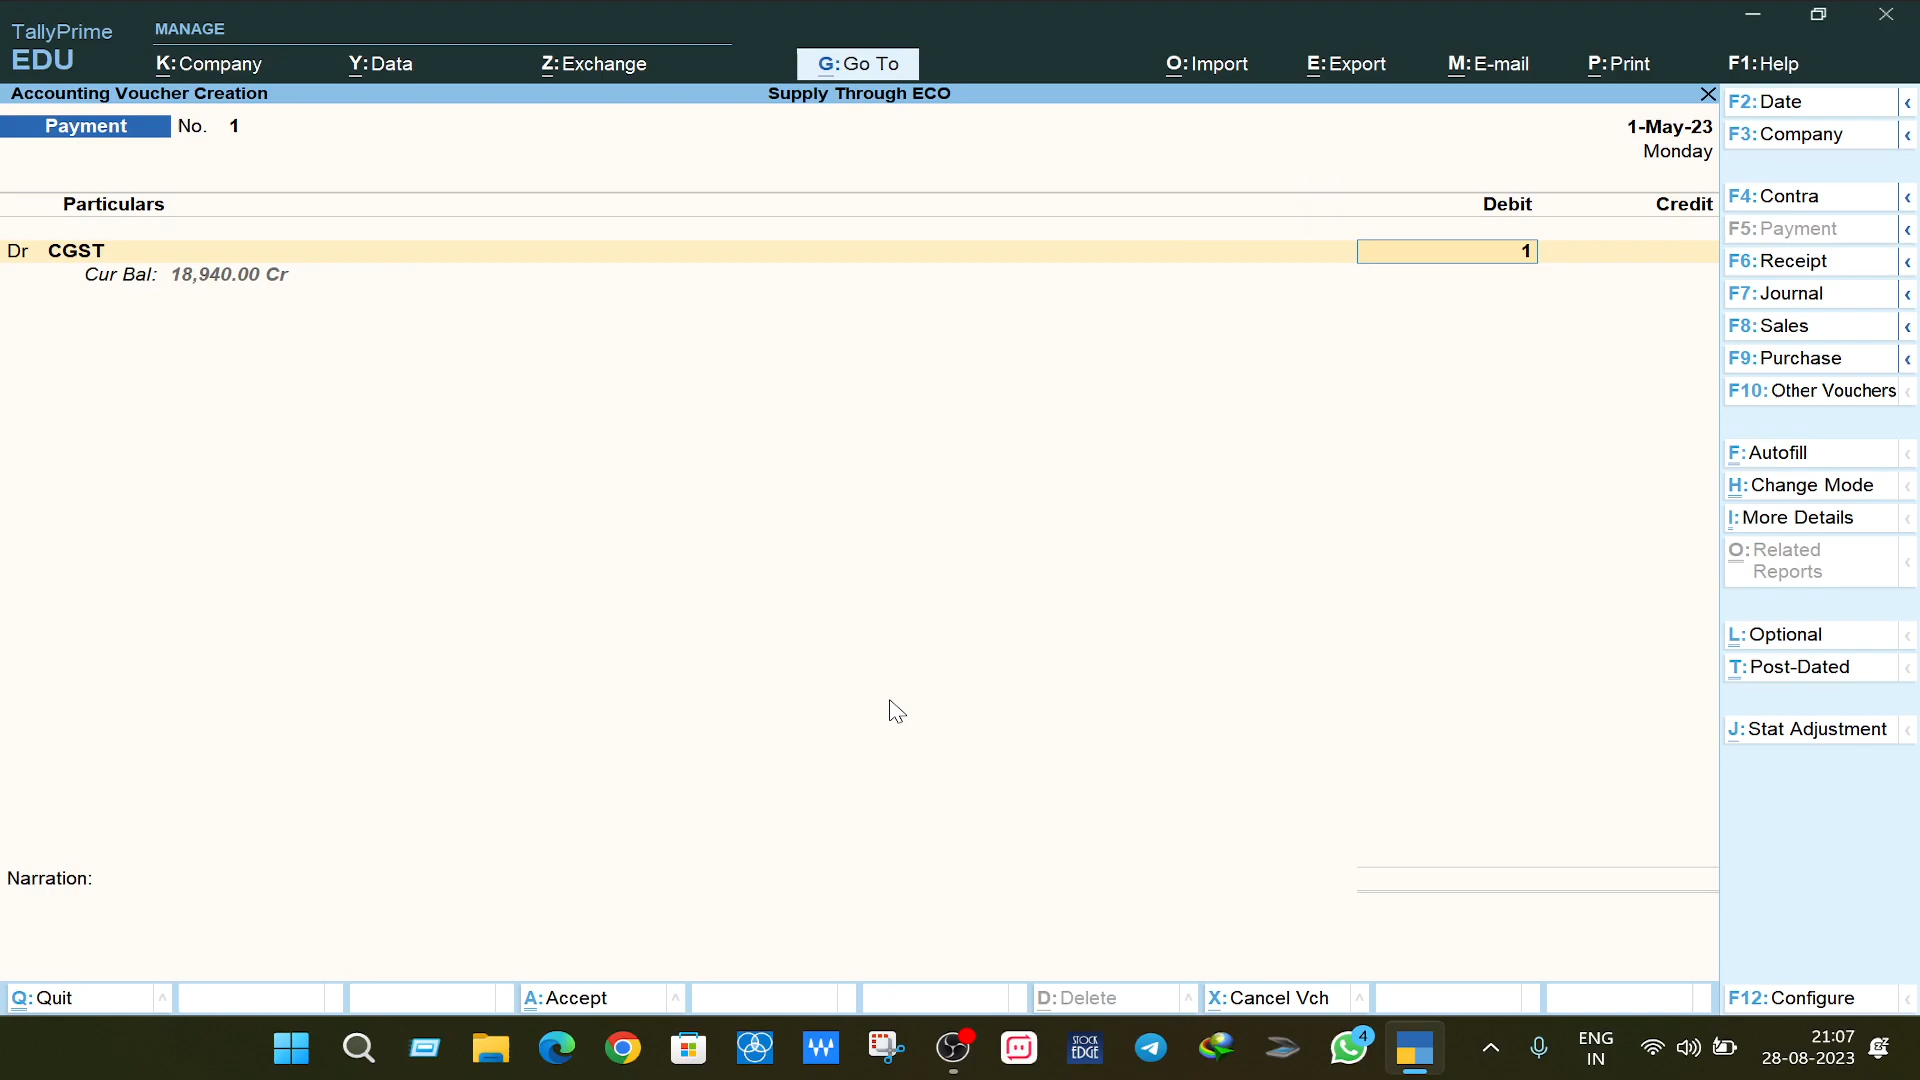 TallyPrime
EDU
MANAGE
K: Company
Y: Data
Z: Exchange
G: Go To
O: Import
E: Export
M: E-mail
P: Print
F1: Help
Accounting Voucher Creation
Supply Through ECO
Payment No. 1
1-May-23
Monday
Particulars
Debit
Credit
Dr CGST
1
Cur Bal: 18,940.00 Cr
Narration:
F2: Date
F3: Company
F4: Contra
F5: Payment
F6: Receipt
F7: Journal
F8: Sales
F9: Purchase
F10: Other Vouchers
F: Autofill
H: Change Mode
I: More Details
O: Related
Reports
L: Optional
T: Post-Dated
J: Stat Adjustment
Q: Quit
A: Accept
D: Delete
X: Cancel Vch
F12: Configure
STOCK
EDGE
4
ENG
IN
21:07
28-08-2023